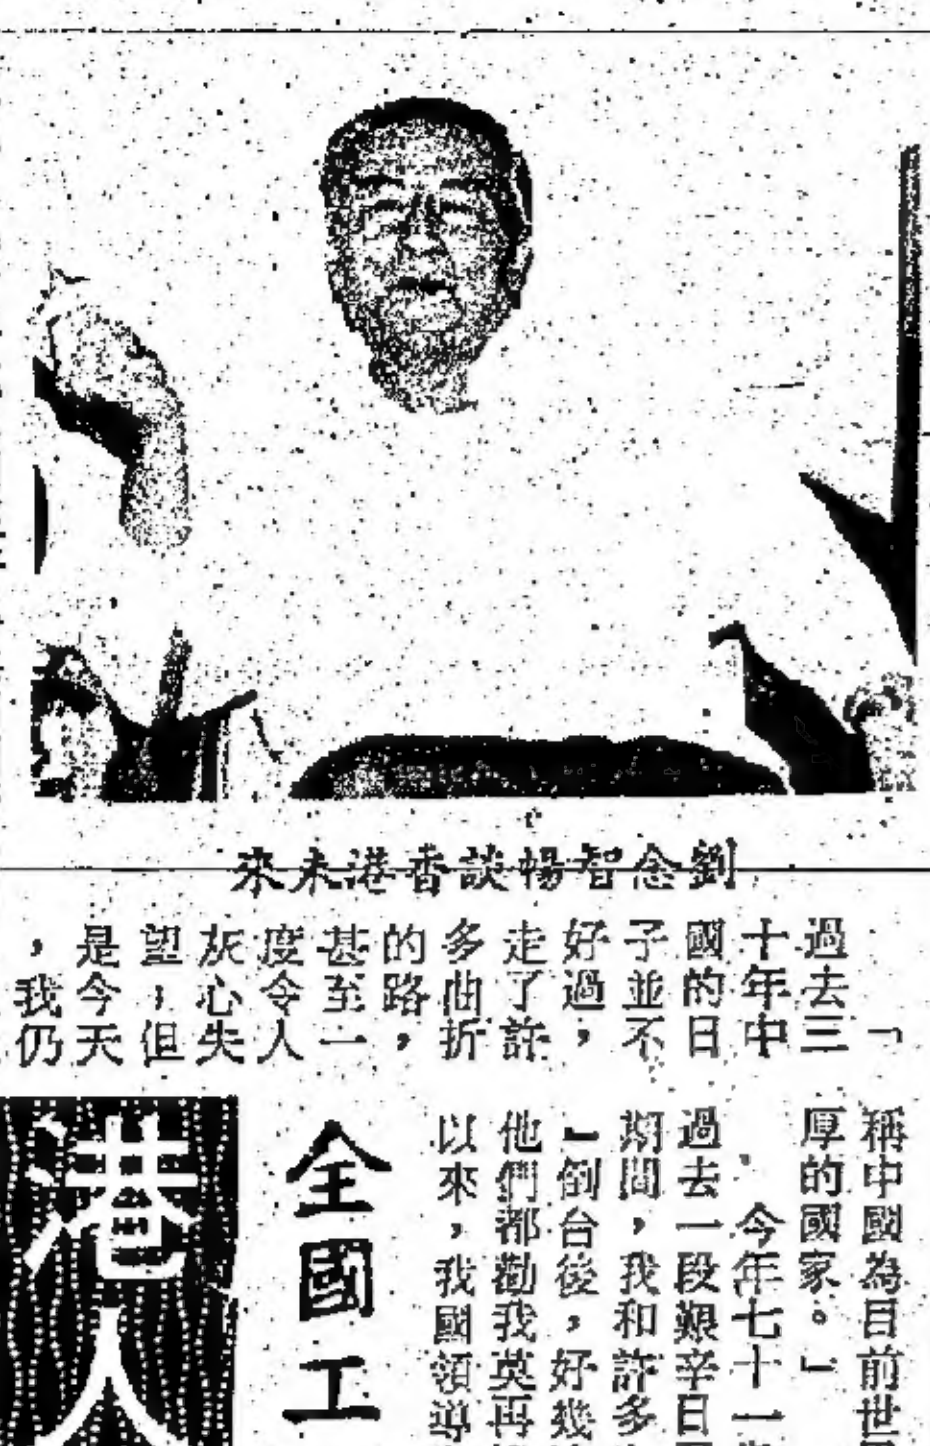 劉念智暢談香港未來
「
過去三
十年中
國的日
子並不
好過，
走了許
多曲折
的路，
甚至一
度令人
灰心失
望；但
是今天
，我仍
稱中國為目前世
厚的國家。」
今年七十一
過去一段艱辛日
期間，我和許多
」倒台後，好幾
他們都勸我英再
以來，我國領導
全國工
港人